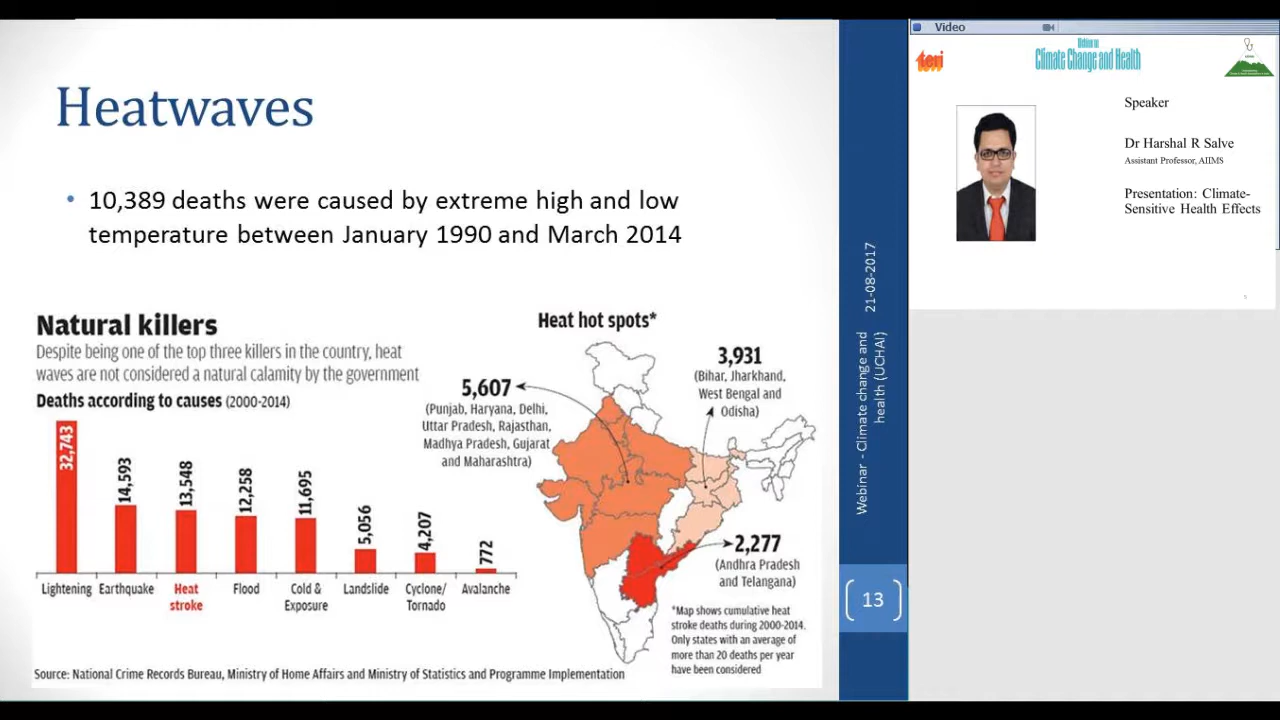 Heatwaves
• 10,389 deaths were caused by extreme high and low
temperature between January 1990 and March 2014
Natural killers
Despite being one of the top three killers in the country, heat
waves are not considered a natural calamity by the government
Deaths according to causes (2000-2014)
32,743
14,593
13,548
12,258
11,695
5,056
4,207
772
Lightening
Earthquake
Heat
stroke
Flood
Cold &
Exposure
Landslide
Cyclone/
Tornado
Avalanche
Heat hot spots*
5,607
(Punjab, Haryana, Delhi,
Uttar Pradesh, Rajasthan,
Madhya Pradesh, Gujarat
and Maharashtra)
3,931
(Bihar, Jharkhand,
West Bengal and
Odisha)
2,277
(Andhra Pradesh
and Telangana)
*Map shows cumulative heat
stroke deaths during 2000-2014.
Only states with an average of
more than 20 deaths per year
have been considered
Source: National Crime Records Bureau, Ministry of Home Affairs and Ministry of Statistics and Programme Implementation
21-08-2017
Webinar - Climate change and
health (UCHAI)
13
Video
teri
Webinar on
Climate Change and Health
Speaker
Dr Harshal R Salve
Assistant Professor, AIIMS
Presentation: Climate-
Sensitive Health Effects